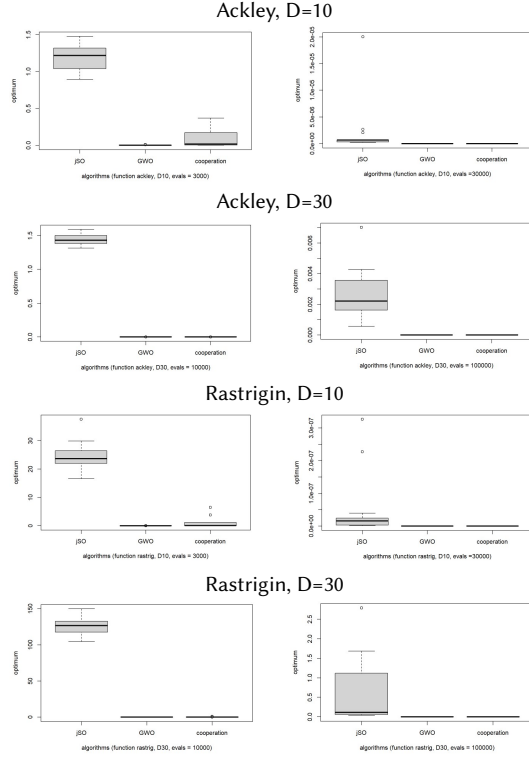 Ackley, D=10
optimum
0.0 0.5 1.0 1.5
jSO GWO cooperation
algorithms (function ackley, D10, evals = 3000)
optimum
0.0e+00 5.0e-06 1.0e-05 1.5e-05 2.0e-05
jSO GWO cooperation
algorithms (function ackley, D10, evals =30000)
Ackley, D=30
optimum
0.0 0.5 1.0 1.5
jSO GWO cooperation
algorithms (function ackley, D30, evals = 10000)
optimum
0.000 0.002 0.004 0.006
jSO GWO cooperation
algorithms (function ackley, D30, evals = 100000)
Rastrigin, D=10
optimum
0 10 20 30
jSO GWO cooperation
algorithms (function rastrig, D10, evals = 3000)
optimum
0.0e+00 1.0e-07 2.0e-07 3.0e-07
jSO GWO cooperation
algorithms (function rastrig, D10, evals =30000)
Rastrigin, D=30
optimum
0 50 100 150
jSO GWO cooperation
algorithms (function rastrig, D30, evals = 10000)
optimum
0.0 0.5 1.0 1.5 2.0 2.5
jSO GWO cooperation
algorithms (function rastrig, D30, evals = 100000)